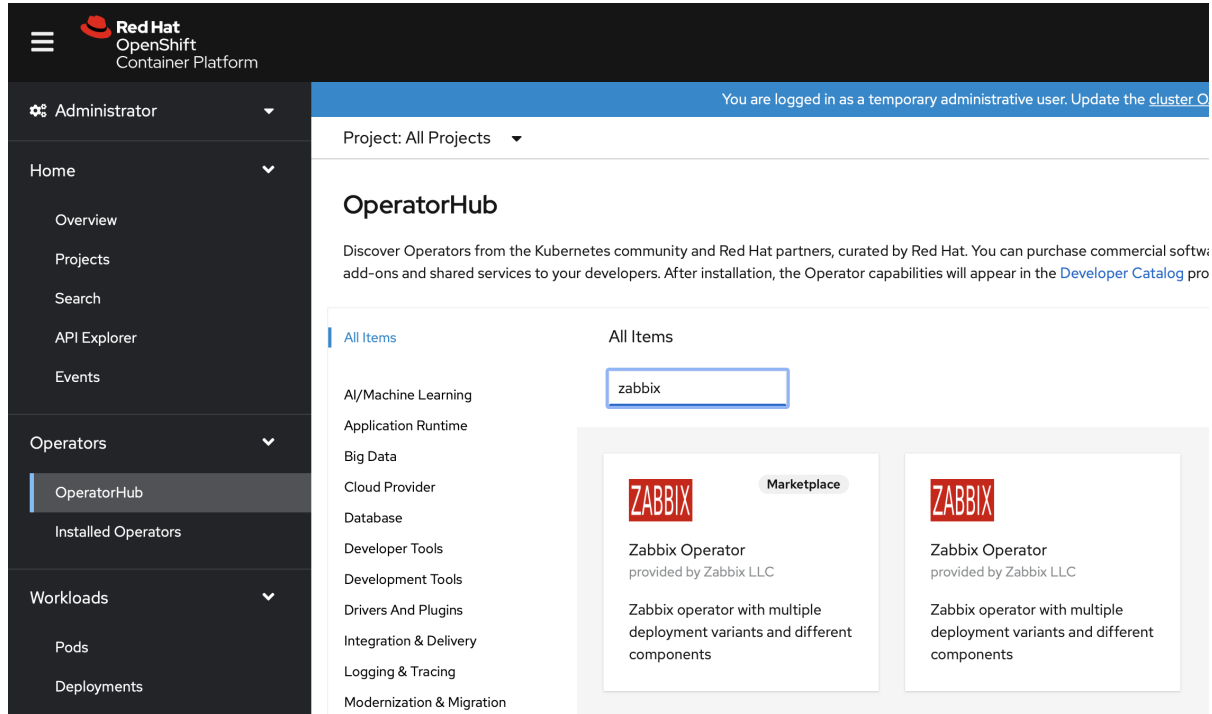 Red Hat
OpenShift
Container Platform
Administrator
Home
Overview
Projects
Search
API Explorer
Events
Operators
OperatorHub
Installed Operators
Workloads
Pods
Deployments
You are logged in as a temporary administrative user. Update the cluster O
Project: All Projects
OperatorHub
Discover Operators from the Kubernetes community and Red Hat partners, curated by Red Hat. You can purchase commercial softw
add-ons and shared services to your developers. After installation, the Operator capabilities will appear in the Developer Catalog pro
All Items
AI/Machine Learning
Application Runtime
Big Data
Cloud Provider
Database
Developer Tools
Development Tools
Drivers And Plugins
Integration & Delivery
Logging & Tracing
Modernization & Migration
All Items
zabbix
ZABBIX
Marketplace
Zabbix Operator
provided by Zabbix LLC
Zabbix operator with multiple
deployment variants and different
components
ZABBIX
Zabbix Operator
provided by Zabbix LLC
Zabbix operator with multiple
deployment variants and different
components